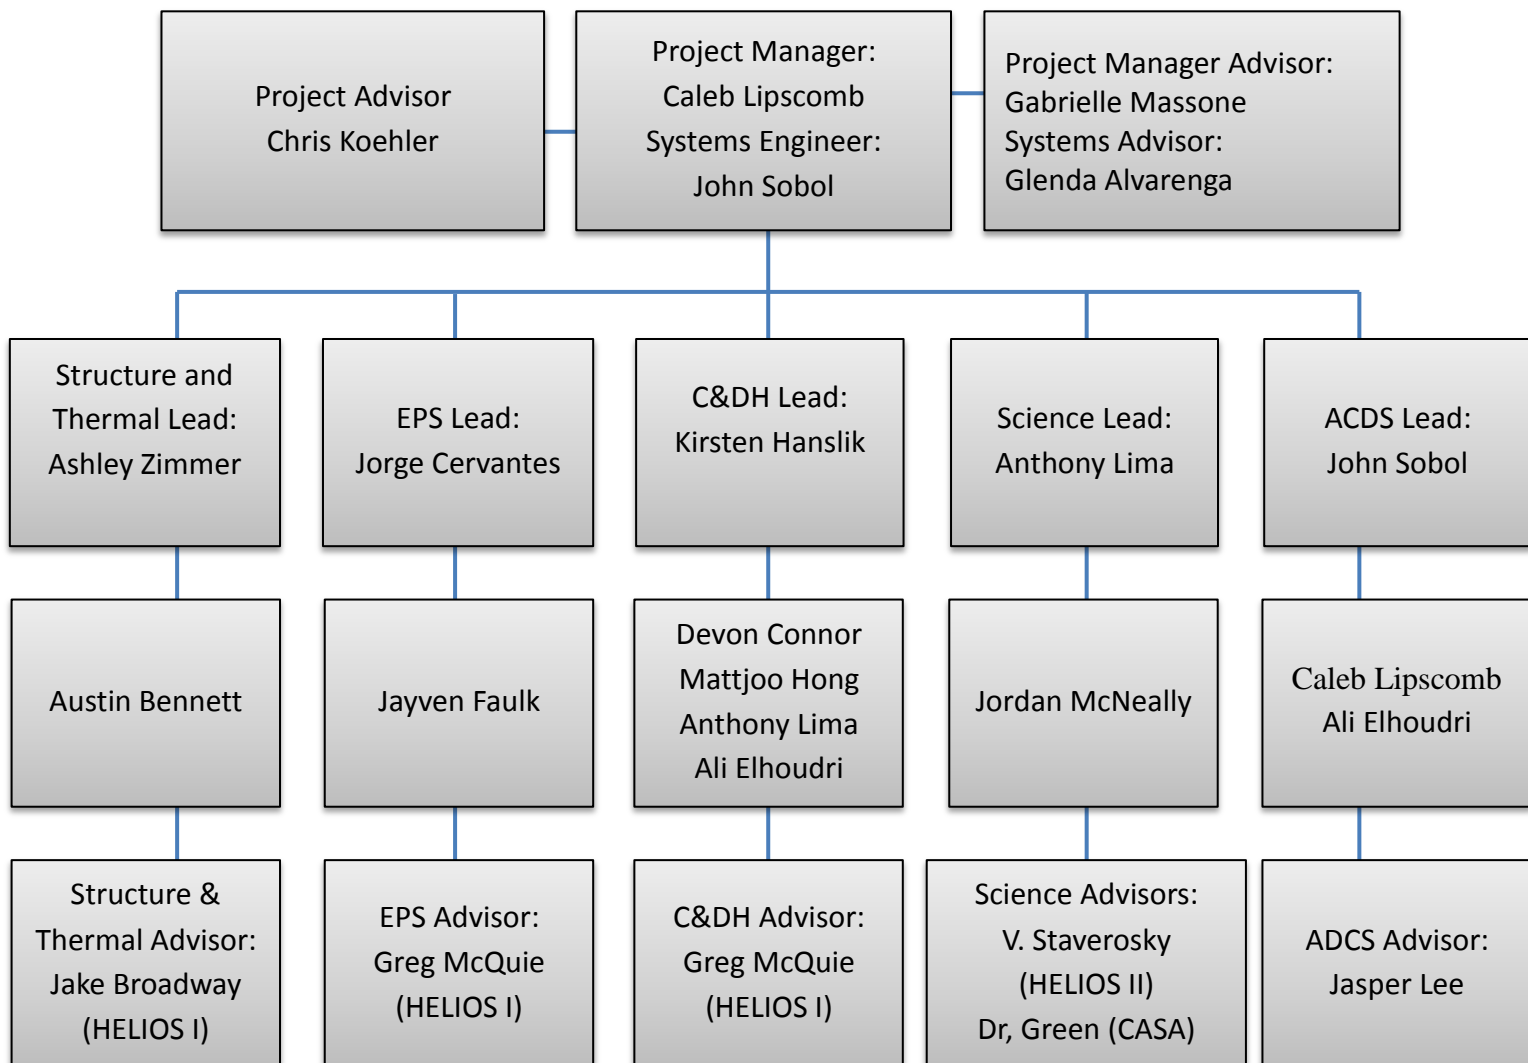 Project Advisor
Chris Koehler
Project Manager:
Caleb Lipscomb
Systems Engineer:
John Sobol
Project Manager Advisor:
Gabrielle Massone
Systems Advisor:
Glenda Alvarenga
Structure and
Thermal Lead:
Ashley Zimmer
EPS Lead:
Jorge Cervantes
C&DH Lead:
Kirsten Hanslik
Science Lead:
Anthony Lima
ACDS Lead:
John Sobol
Austin Bennett
Jayven Faulk
Devon Connor
Mattjoo Hong
Anthony Lima
Ali Elhoudri
Jordan McNeally
Caleb Lipscomb
Ali Elhoudri
Structure &
Thermal Advisor:
Jake Broadway
(HELIOS I)
EPS Advisor:
Greg McQuie
(HELIOS I)
C&DH Advisor:
Greg McQuie
(HELIOS I)
Science Advisors:
V. Staverosky
(HELIOS II)
Dr, Green (CASA)
ADCS Advisor:
Jasper Lee